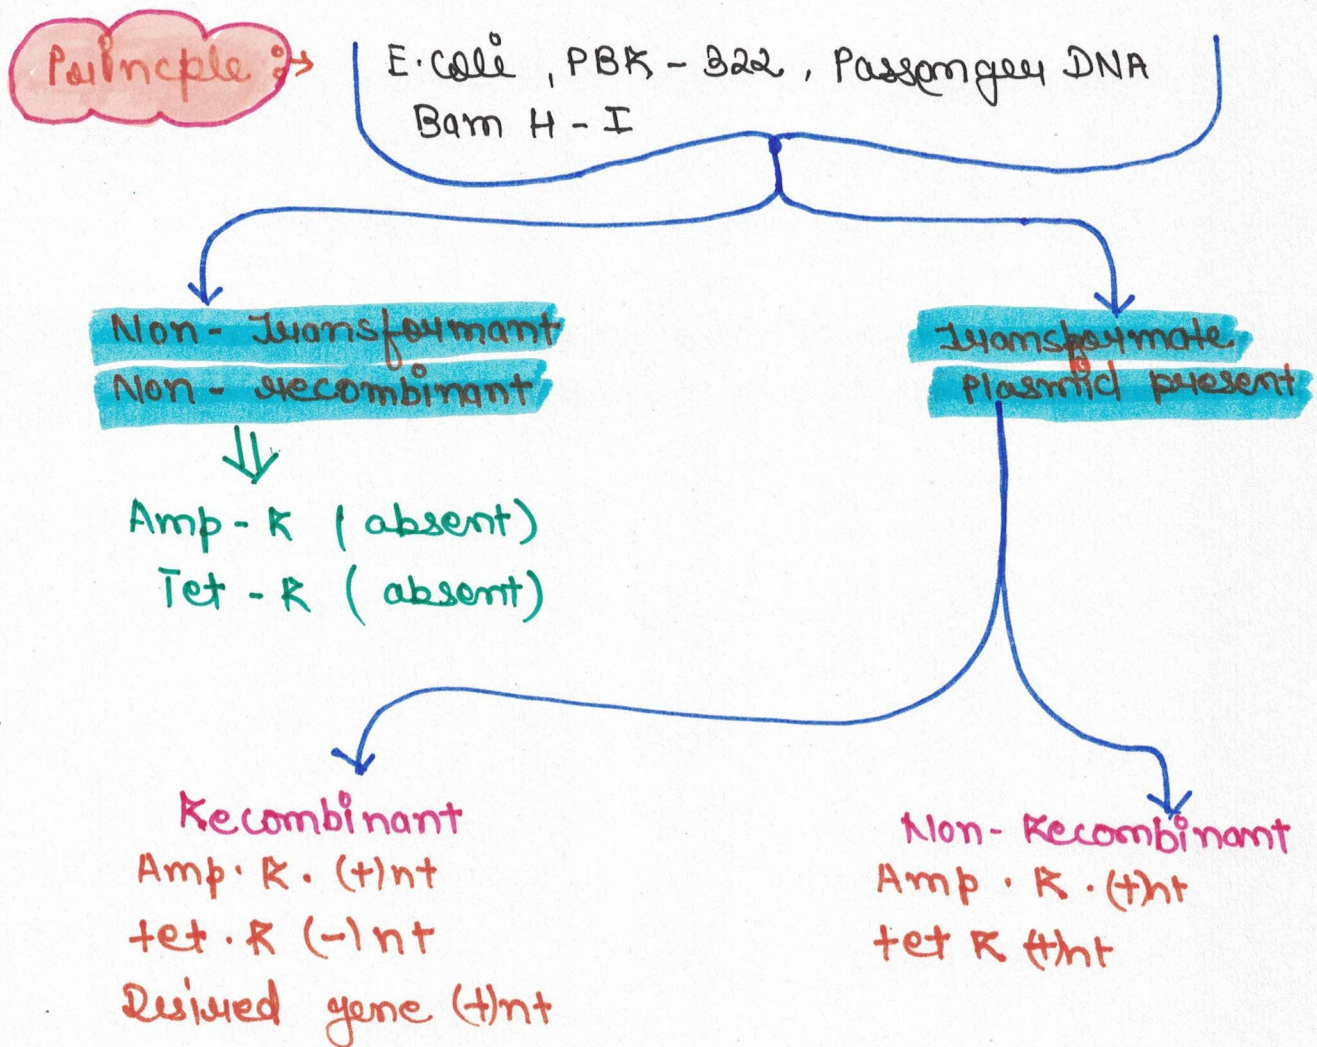 Principle :→
E.coli , PBR - 322 , Passenger DNA
Bam H - I
Non - Transformant
Non - recombinant
Transformate
Plasmid present
Amp - R ( absent)
Tet - R ( absent)
Recombinant
Amp. R. (+)nt
tet . R (-)nt
Desired gene (+)nt
Non - Recombinant
Amp . R . (+)nt
tet R (+)nt